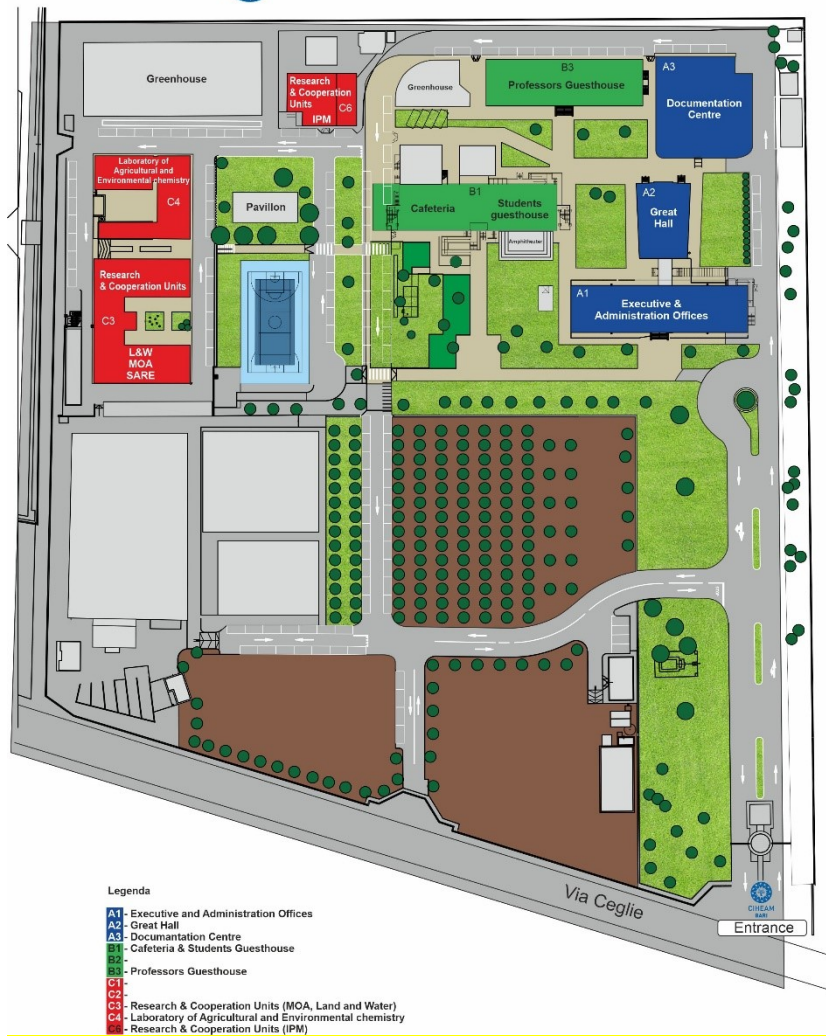 Greenhouse
Research
& Cooperation
Units
IPM
C6
Greenhouse
B3
Professors Guesthouse
A3
Documentation
Centre
Laboratory of
Agricultural and
Environmental chemistry
C4
Pavillon
B1
Cafeteria
Students
guesthouse
Amphitheater
A2
Great
Hall
Research
& Cooperation Units
C3
L&W
MOA
SARE
A1
Executive &
Administration Offices
Via Ceglie
CIHEAM
BARI
Entrance
Legenda
A1 - Executive and Administration Offices
A2 - Great Hall
A3 - Documantation Centre
B1 - Cafeteria & Students Guesthouse
B2 -
B3 - Professors Guesthouse
C1 -
C2 -
C3 - Research & Cooperation Units (MOA, Land and Water)
C4 - Laboratory of Agricultural and Environmental chemistry
C6 - Research & Cooperation Units (IPM)